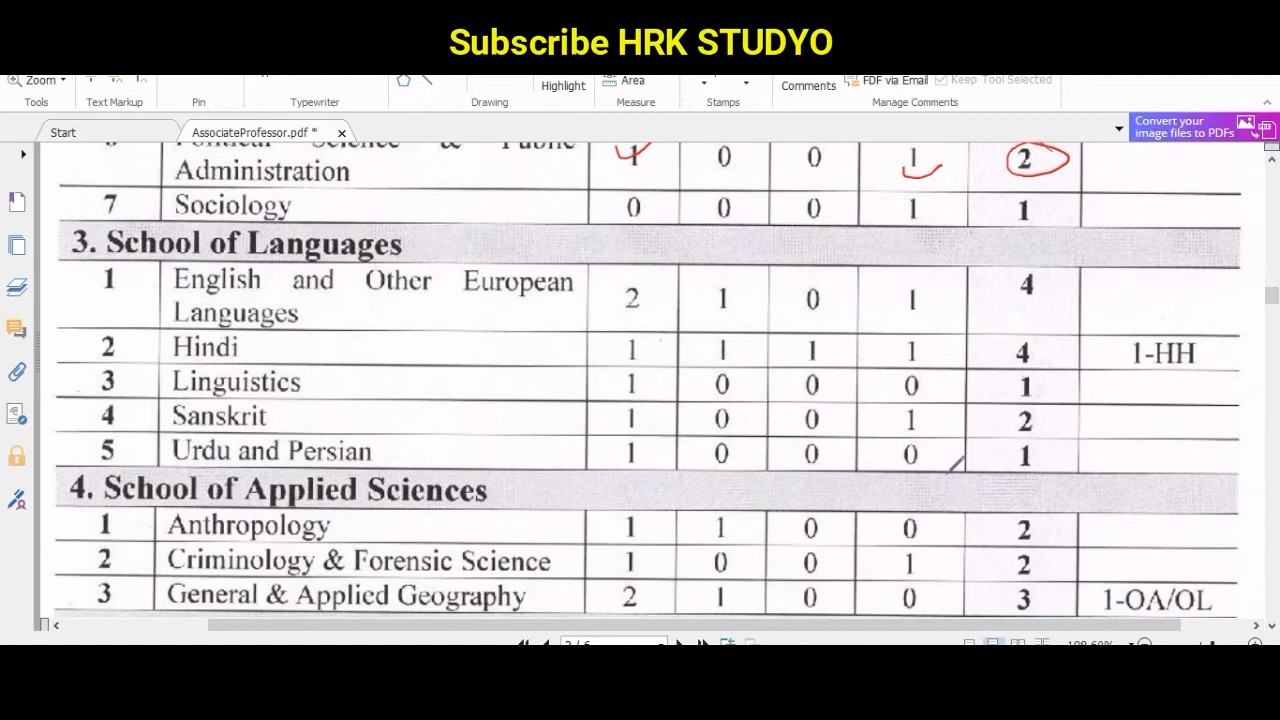 Subscribe HRK STUDYO
Zoom Highlight Area Comments PDF via Email Keep Tool Selected
Tools Text Markup Pin Typewriter Drawing Measure Stamps Manage Comments
Start AssociateProfessor.pdf * Convert your
image files to PDFs
Political Science & Public
Administration 1 0 0 1 2
7 Sociology 0 0 0 1 1
3. School of Languages
1 English and Other European
Languages 2 1 0 1 4
2 Hindi 1 1 1 1 4 1-HH
3 Linguistics 1 0 0 0 1
4 Sanskrit 1 0 0 1 2
5 Urdu and Persian 1 0 0 0 1
4. School of Applied Sciences
1 Anthropology 1 1 0 0 2
2 Criminology & Forensic Science 1 0 0 1 2
3 General & Applied Geography 2 1 0 0 3 1-OA/OL